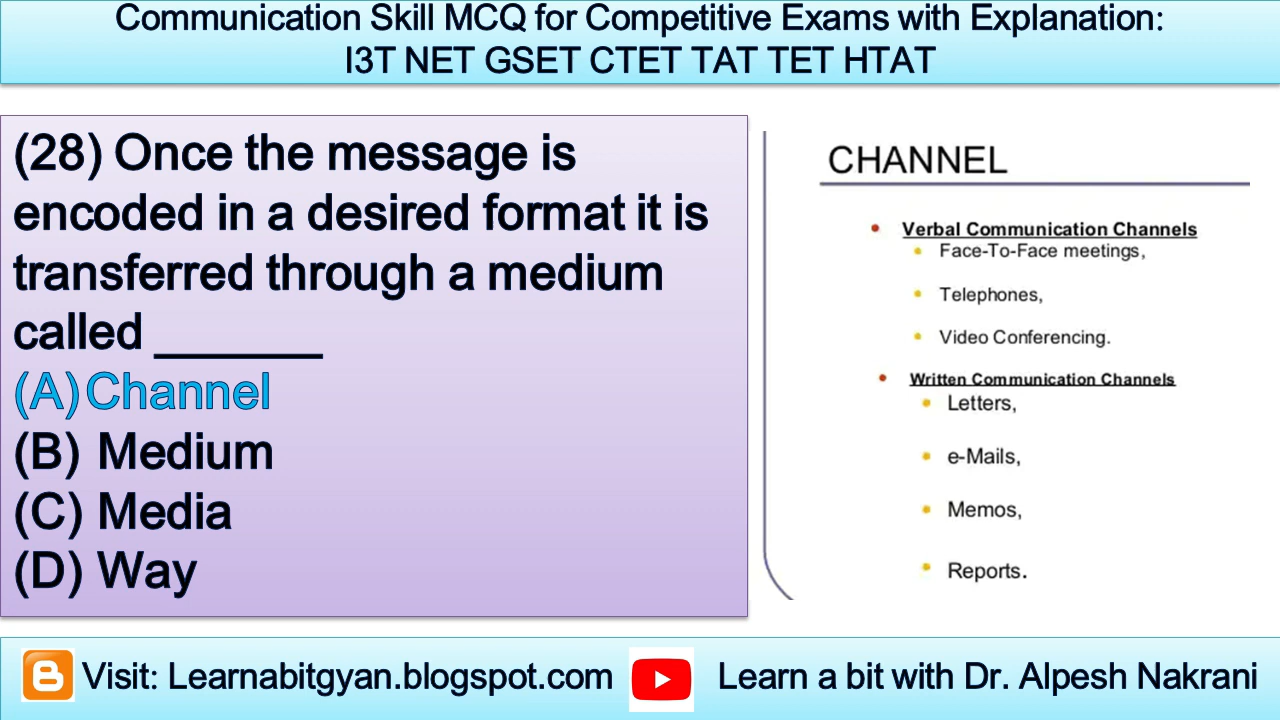 Communication Skill MCQ for Competitive Exams with Explanation:
I3T NET GSET CTET TAT TET HTAT
(28) Once the message is
encoded in a desired format it is
transferred through a medium
called ______
(A) Channel
(B) Medium
(C) Media
(D) Way
CHANNEL
Verbal Communication Channels
Face-To-Face meetings,
Telephones,
Video Conferencing.
Written Communication Channels
Letters,
e-Mails,
Memos,
Reports.
Visit: Learnabitgyan.blogspot.com
Learn a bit with Dr. Alpesh Nakrani